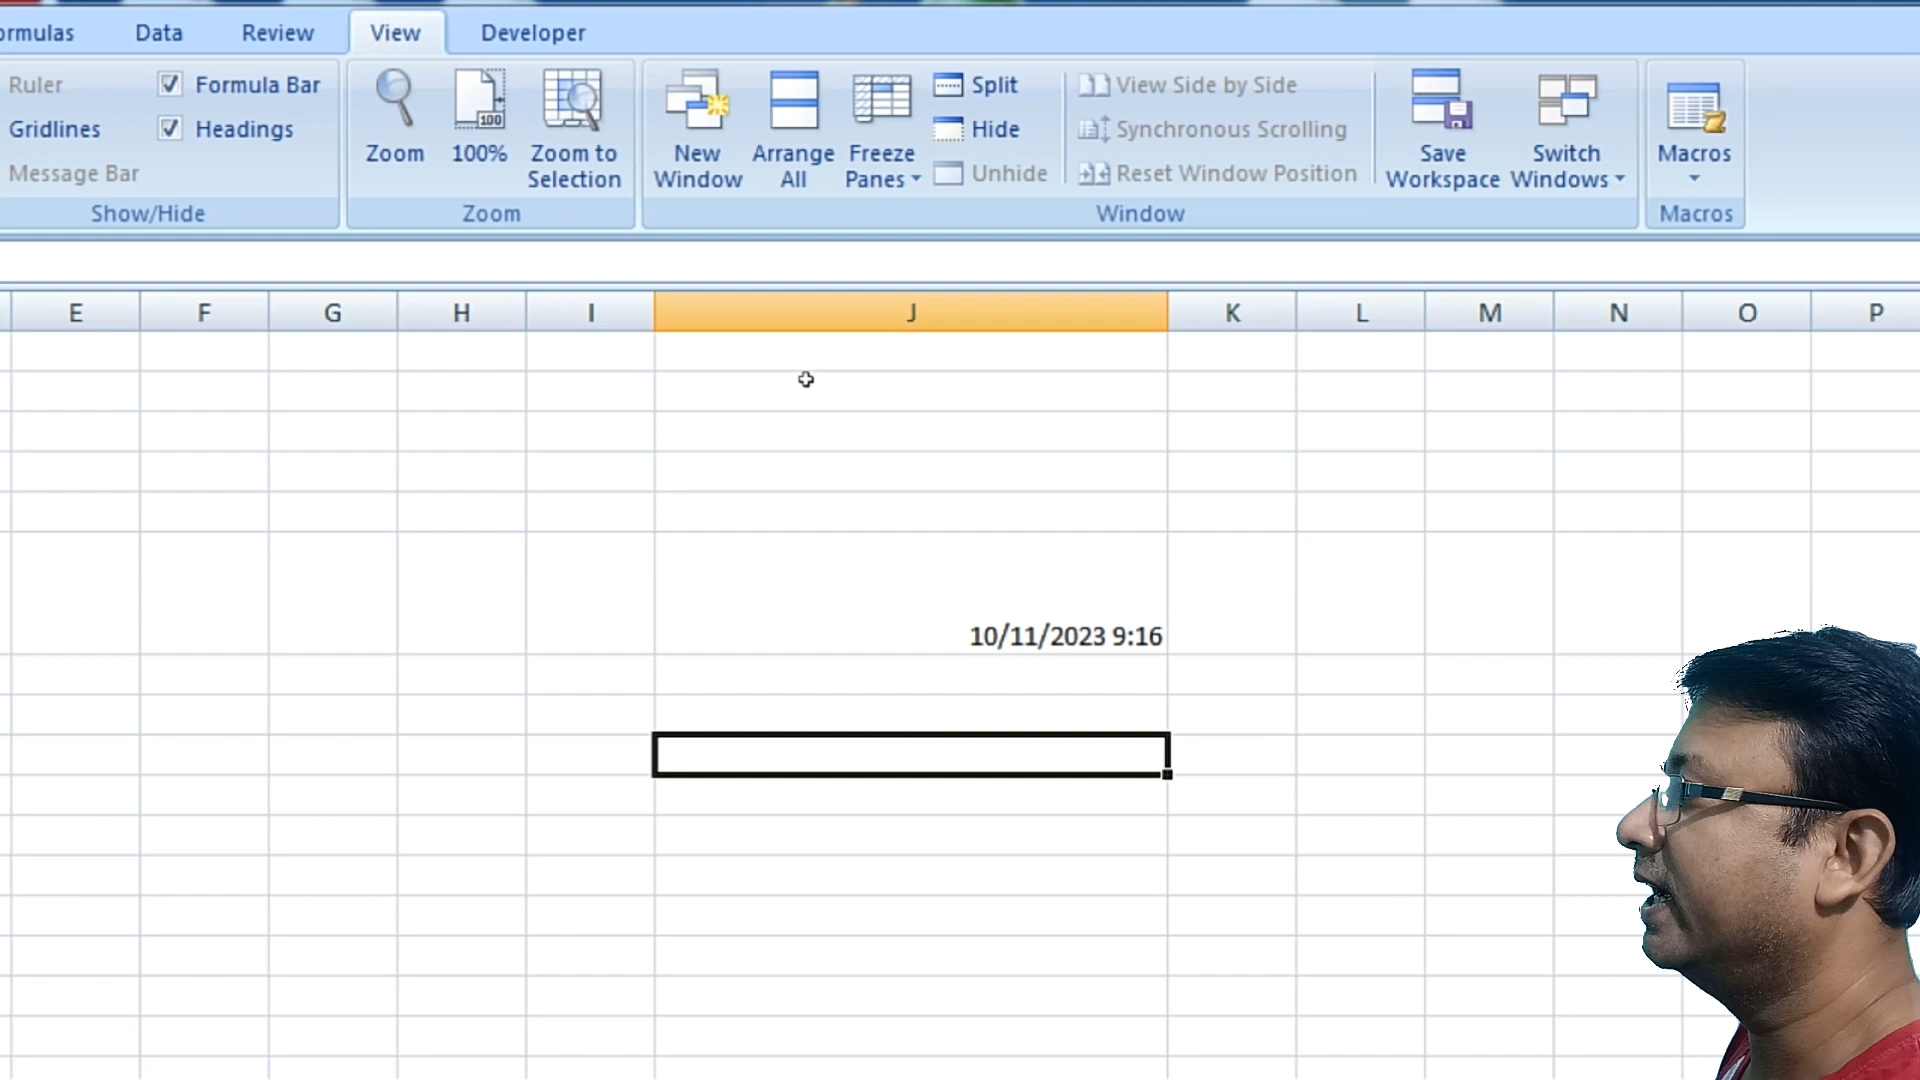 ormulas Data Review View Developer
Ruler Formula Bar
Gridlines Headings
Message Bar
Show/Hide
Zoom 100% Zoom to Selection
Zoom
New Window Arrange All Freeze Panes
Split
Hide
Unhide
View Side by Side
Synchronous Scrolling
Reset Window Position
Save Workspace Switch Windows
Window
Macros
Macros
E F G H I J K L M N O P
10/11/2023 9:16
100